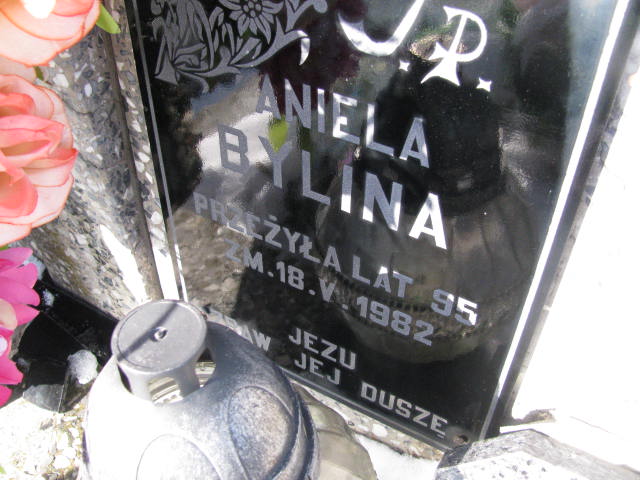 ANIELA
BYLINA
PRZEŻYŁA LAT 95
ZM. 18. V. 1982
JEZU
JEJ DUSZĘ